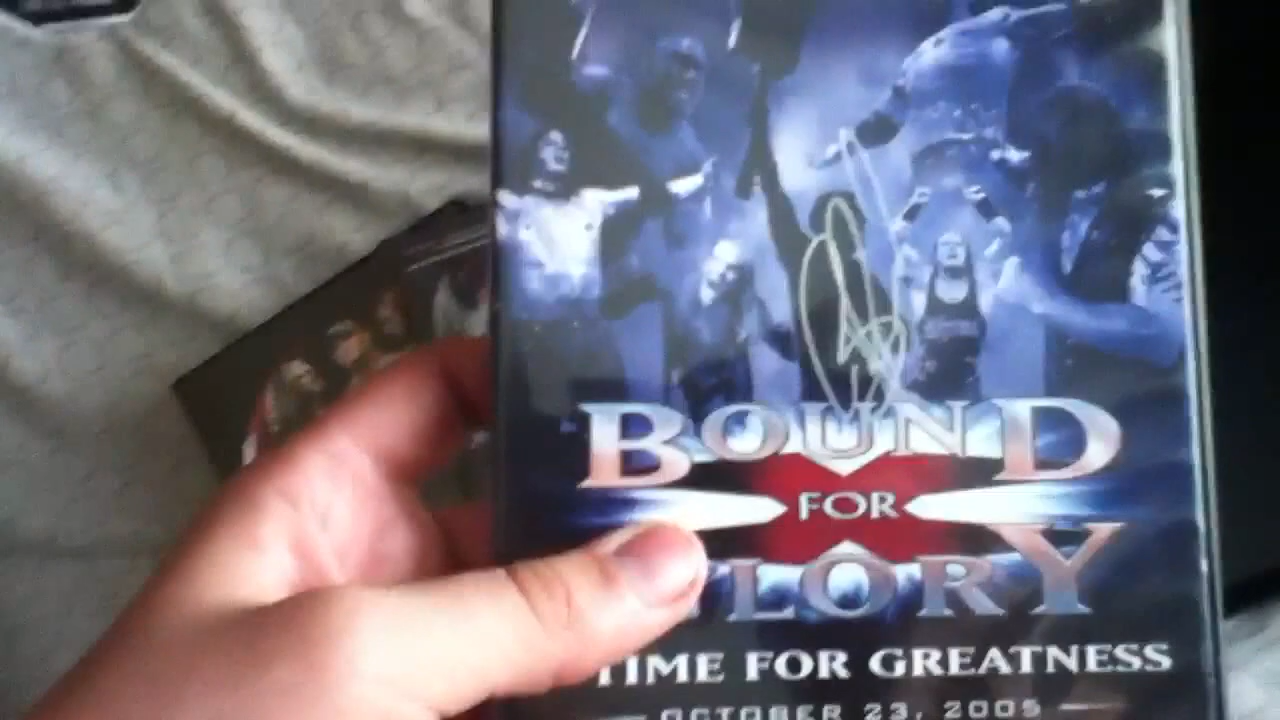 BOUND
FOR
GLORY
TIME FOR GREATNESS
OCTOBER 23, 2005